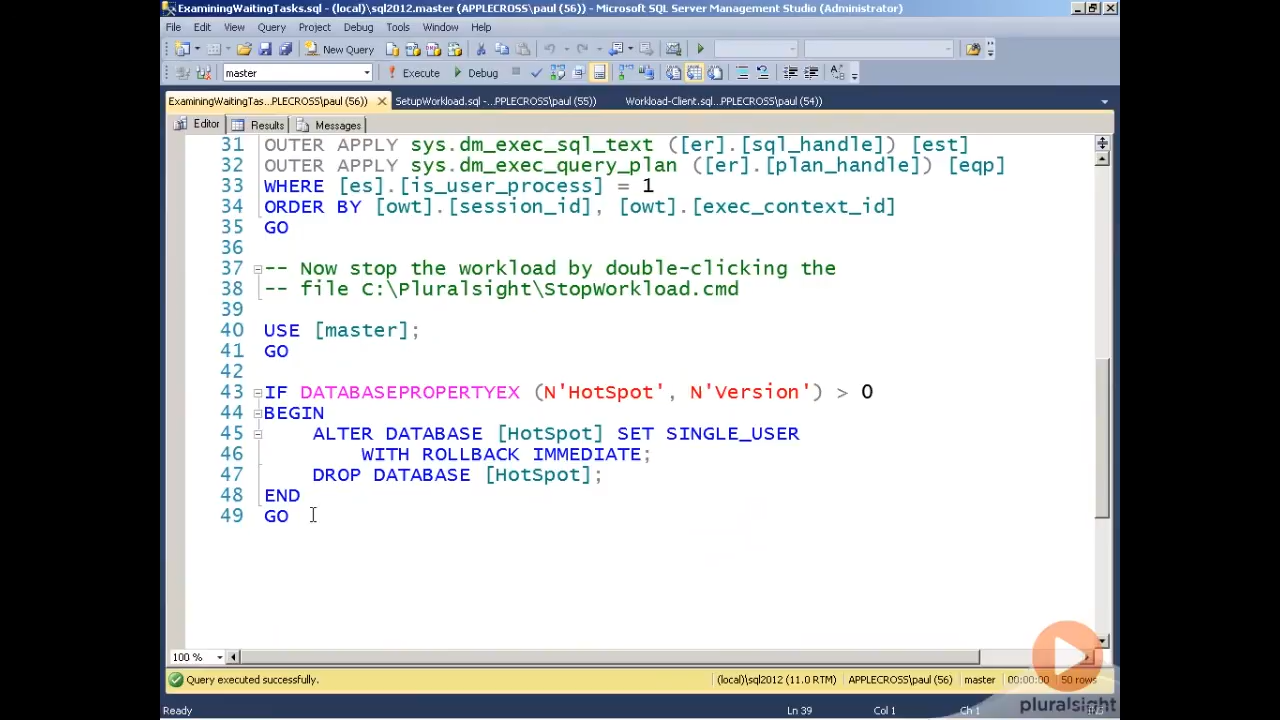 ExaminingWaitingTasks.sql - (local)\sql2012.master (APPLECROSS\paul (56)) - Microsoft SQL Server Management Studio (Administrator)
File Edit View Query Project Debug Tools Window Help
New Query
master Execute Debug
ExaminingWaitingTas...PLECROSS\paul (56)) SetupWorkload.sql -...PPLECROSS\paul (55)) Workload-Client.sql...PPLECROSS\paul (54))
Editor Results Messages
31 OUTER APPLY sys.dm_exec_sql_text ([er].[sql_handle]) [est]
32 OUTER APPLY sys.dm_exec_query_plan ([er].[plan_handle]) [eqp]
33 WHERE [es].[is_user_process] = 1
34 ORDER BY [owt].[session_id], [owt].[exec_context_id]
35 GO
36
37 -- Now stop the workload by double-clicking the
38 -- file C:\Pluralsight\StopWorkload.cmd
39
40 USE [master];
41 GO
42
43 IF DATABASEPROPERTYEX (N'HotSpot', N'Version') > 0
44 BEGIN
45 ALTER DATABASE [HotSpot] SET SINGLE_USER
46 WITH ROLLBACK IMMEDIATE;
47 DROP DATABASE [HotSpot];
48 END
49 GO
100 %
Query executed successfully. (local)\sql2012 (11.0 RTM) APPLECROSS\paul (56) master 00:00:00 50 rows
pluralsight
Ready Ln 39 Col 1 Ch 1